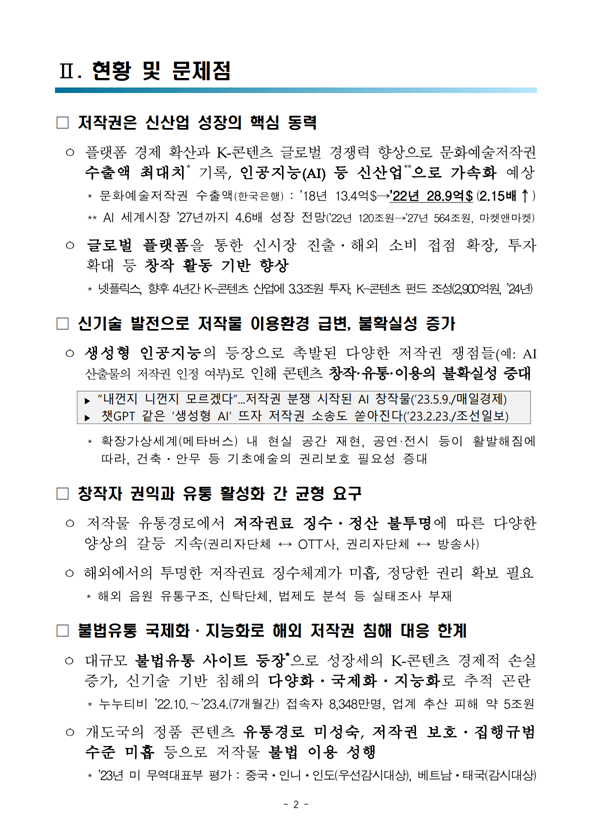 Ⅱ. 현황 및 문제점
□ 저작권은 신산업 성장의 핵심 동력
ㅇ 플랫폼 경제 확산과 K-콘텐츠 글로벌 경쟁력 향상으로 문화예술저작권
수출액 최대치* 기록, 인공지능(AI) 등 신산업**으로 가속화 예상
* 문화예술저작권 수출액(한국은행) : '18년 13.4억$→'22년 28.9억$(2.15배↑)
** AI 세계시장 '27년까지 4.6배 성장 전망('22년 120조원→'27년 564조원, 마켓앤마켓)
ㅇ 글로벌 플랫폼을 통한 신시장 진출·해외 소비 접점 확장, 투자
확대 등 창작 활동 기반 향상
* 넷플릭스, 향후 4년간 K-콘텐츠 산업에 3.3조원 투자, K-콘텐츠 펀드 조성(2,900억원, '24년)
□ 신기술 발전으로 저작물 이용환경 급변, 불확실성 증가
ㅇ 생성형 인공지능의 등장으로 촉발된 다양한 저작권 쟁점들(예: AI
산출물의 저작권 인정 여부)로 인해 콘텐츠 창작·유통·이용의 불확실성 증대
▶ "내껀지 니껀지 모르겠다"...저작권 분쟁 시작된 AI 창작물('23.5.9./매일경제)
▶ 챗GPT 같은 '생성형 AI' 뜨자 저작권 소송도 쏟아진다('23.2.23./조선일보)
* 확장가상세계(메타버스) 내 현실 공간 재현, 공연·전시 등이 활발해짐에
따라, 건축·안무 등 기초예술의 권리보호 필요성 증대
□ 창작자 권익과 유통 활성화 간 균형 요구
ㅇ 저작물 유통경로에서 저작권료 징수·정산 불투명에 따른 다양한
양상의 갈등 지속(권리자단체 ↔ OTT사, 권리자단체 ↔ 방송사)
ㅇ 해외에서의 투명한 저작권료 징수체계가 미흡, 정당한 권리 확보 필요
* 해외 음원 유통구조, 신탁단체, 법제도 분석 등 실태조사 부재
□ 불법유통 국제화·지능화로 해외 저작권 침해 대응 한계
ㅇ 대규모 불법유통 사이트 등장*으로 성장세의 K-콘텐츠 경제적 손실
증가, 신기술 기반 침해의 다양화·국제화·지능화로 추적 곤란
* 누누티비 '22.10.~'23.4.(7개월간) 접속자 8,348만명, 업계 추산 피해 약 5조원
ㅇ 개도국의 정품 콘텐츠 유통경로 미성숙, 저작권 보호·집행규범
수준 미흡 등으로 저작물 불법 이용 성행
* '23년 미 무역대표부 평가 : 중국·인니·인도(우선감시대상), 베트남·태국(감시대상)
- 2 -